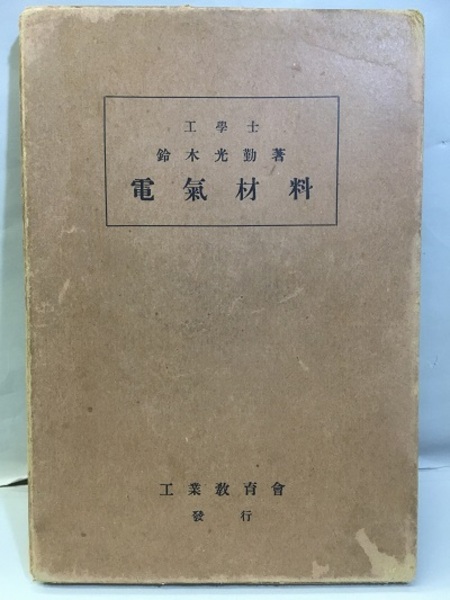 工學士
鈴木光勤著
電氣材料
工業教育會
發行